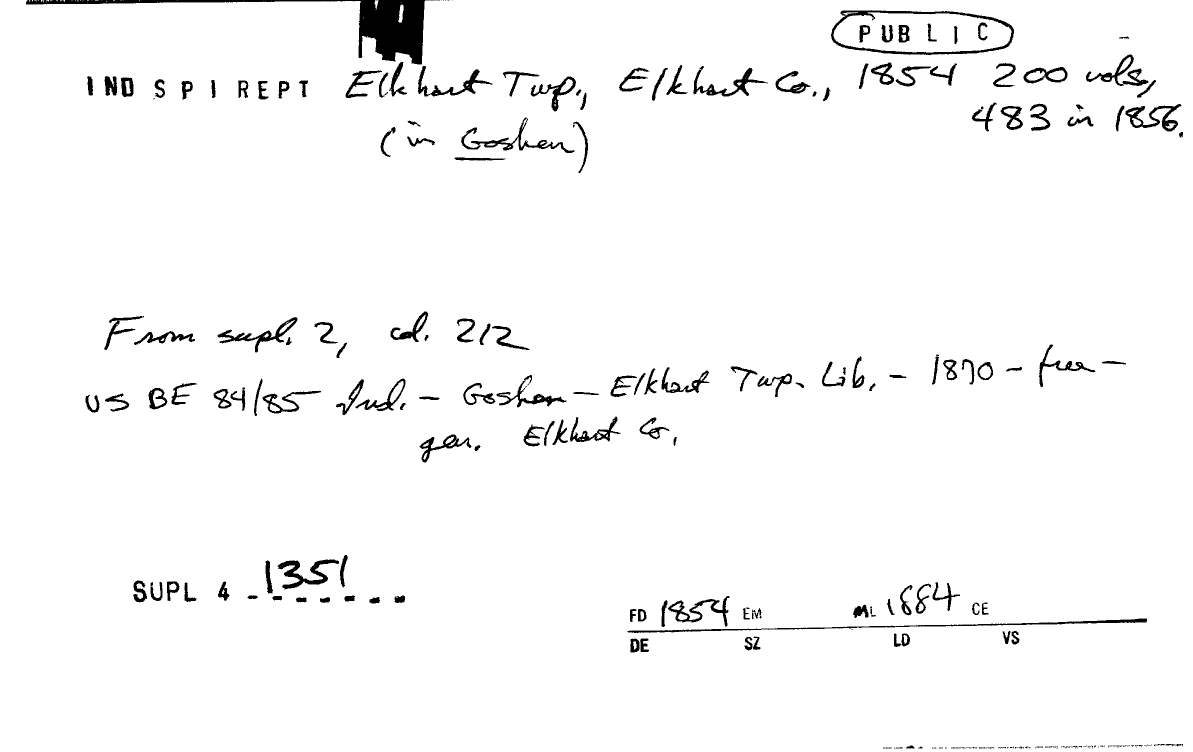 PUBLIC
IND S P I REPT Elkhart Twp., Elkhart Co., 1854 200 vols,
483 in 1856.
(in Goshen)
From supl. 2, col. 212
US BE 84/85 Ind. - Goshen - Elkhart Twp. Lib. - 1870 - free -
gen. Elkhart Co.
SUPL 4 1351
FD 1854 EM ML 1884 CE
DE SZ LD VS